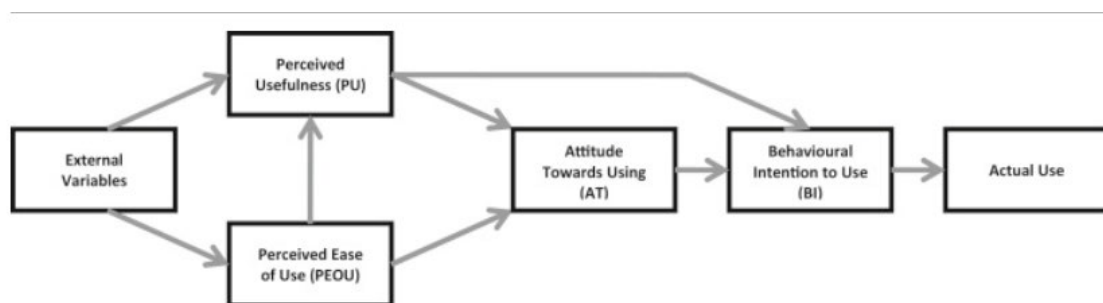 Perceived
Usefulness (PU)
External
Variables
Perceived Ease
of Use (PEOU)
Attitude
Towards Using
(AT)
Behavioural
Intention to Use
(BI)
Actual Use